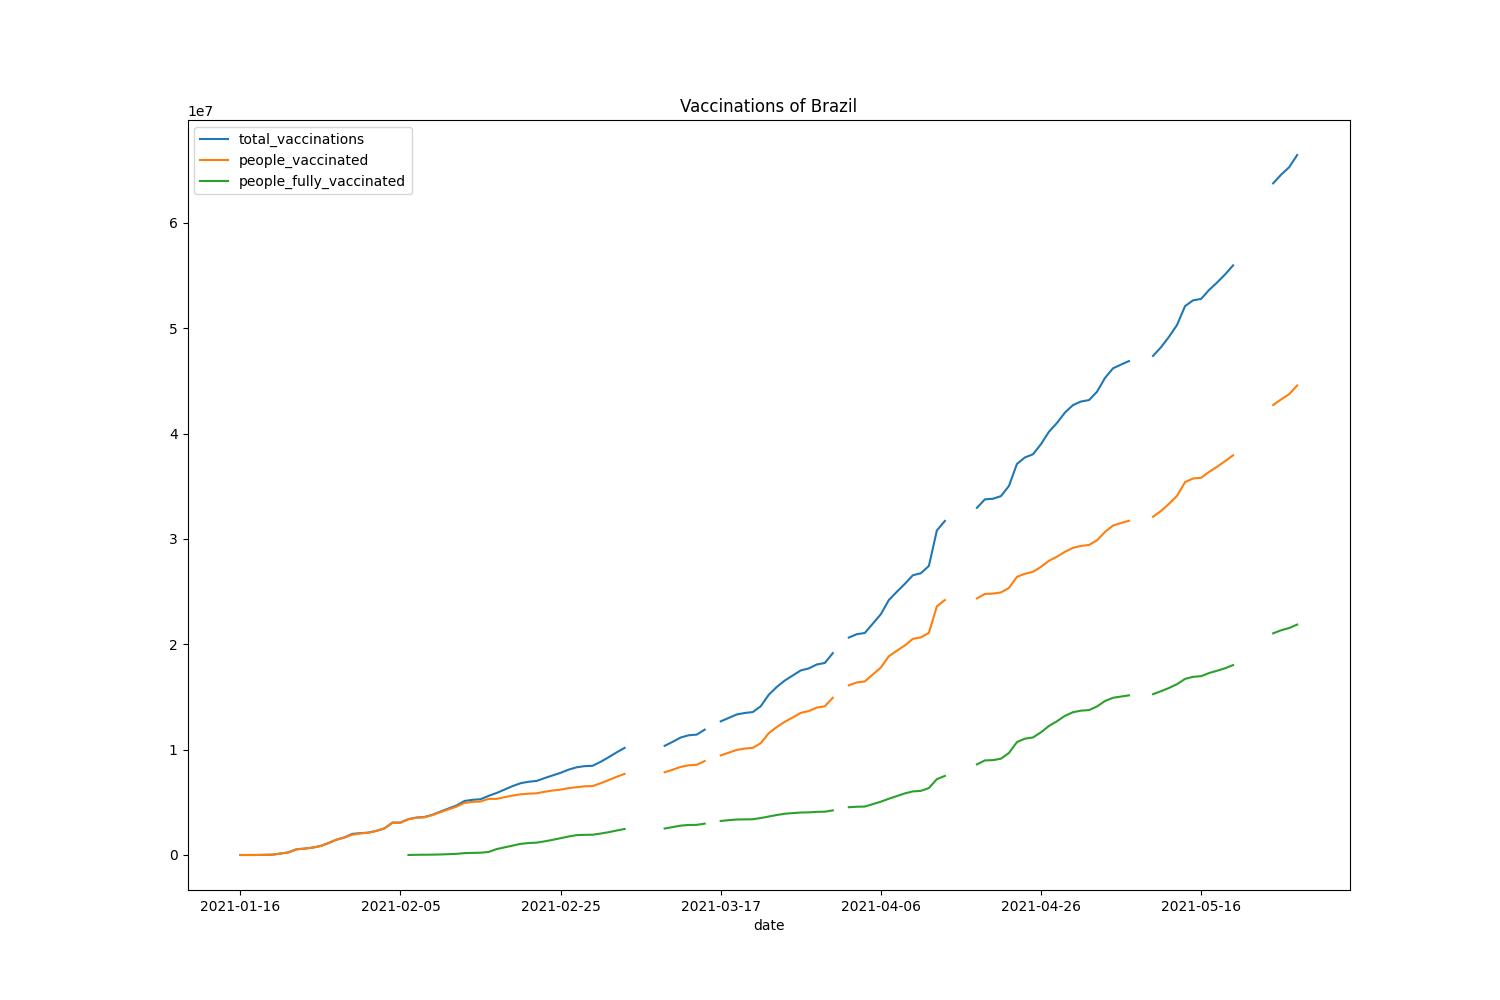 Vaccinations of Brazil
1e7
total_vaccinations
people_vaccinated
people_fully_vaccinated
6
5
4
3
2
1
0
2021-01-16 2021-02-05 2021-02-25 2021-03-17 2021-04-06 2021-04-26 2021-05-16
date